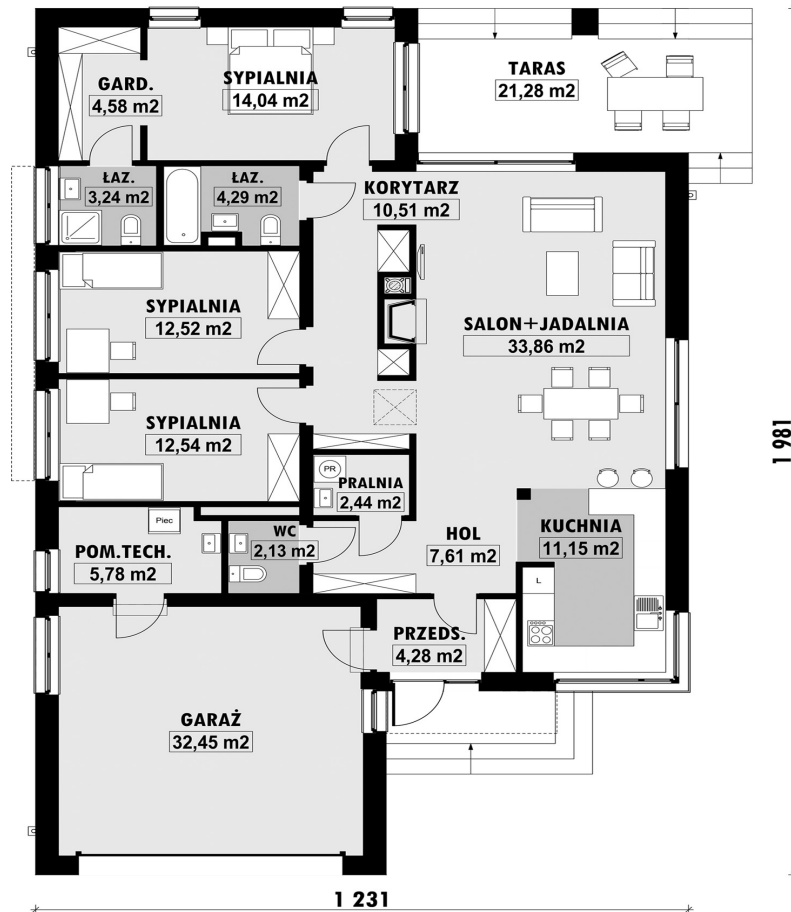 TARAS
21,28 m2
SYPIALNIA
14,04 m2
GARD.
4,58 m2
ŁAZ.
3,24 m2
ŁAZ.
4,29 m2
KORYTARZ
10,51 m2
SYPIALNIA
12,52 m2
SALON+JADALNIA
33,86 m2
SYPIALNIA
12,54 m2
1 981
PR
PRALNIA
2,44 m2
Piec
POM.TECH.
5,78 m2
WC
2,13 m2
HOL
7,61 m2
KUCHNIA
11,15 m2
L
PRZEDS.
4,28 m2
GARAŻ
32,45 m2
1 231